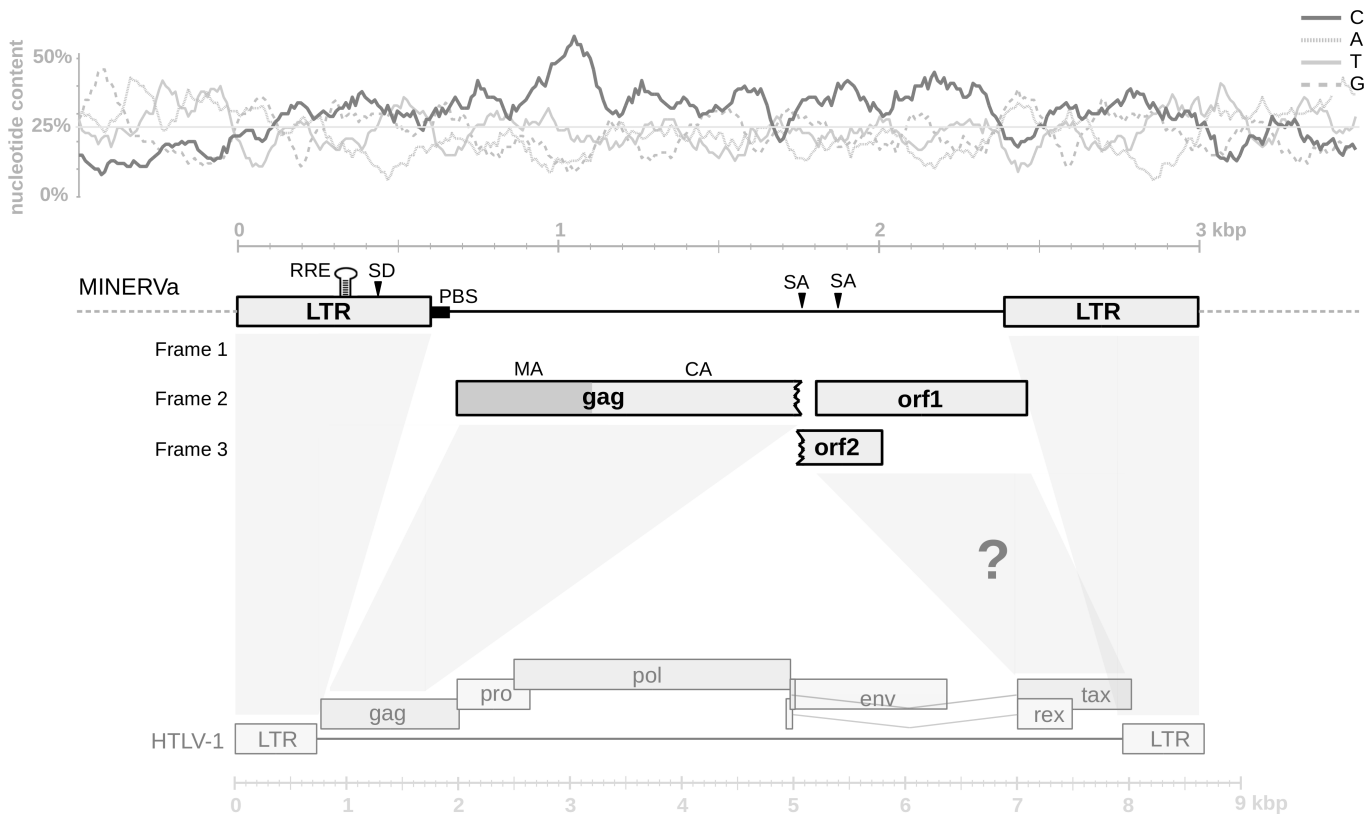 C
A
T
G
nucleotide content
50%
25%
0%
0 1 2 3 kbp
RRE SD SA SA
MINERVa
PBS
LTR LTR
Frame 1
MA CA
Frame 2 gag orf1
Frame 3 orf2
?
pol
pro env tax
gag rex
HTLV-1 LTR LTR
0 1 2 3 4 5 6 7 8 9 kbp